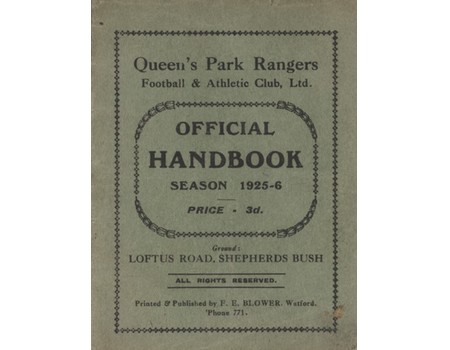 Queen's Park Rangers
Football & Athletic Club, Ltd.
OFFICIAL
HANDBOOK
SEASON 1925-6
PRICE - 3d.
Ground:
LOFTUS ROAD, SHEPHERDS BUSH
ALL RIGHTS RESERVED.
Printed & Published by F. E. BLOWER, Watford.
'Phone 771.